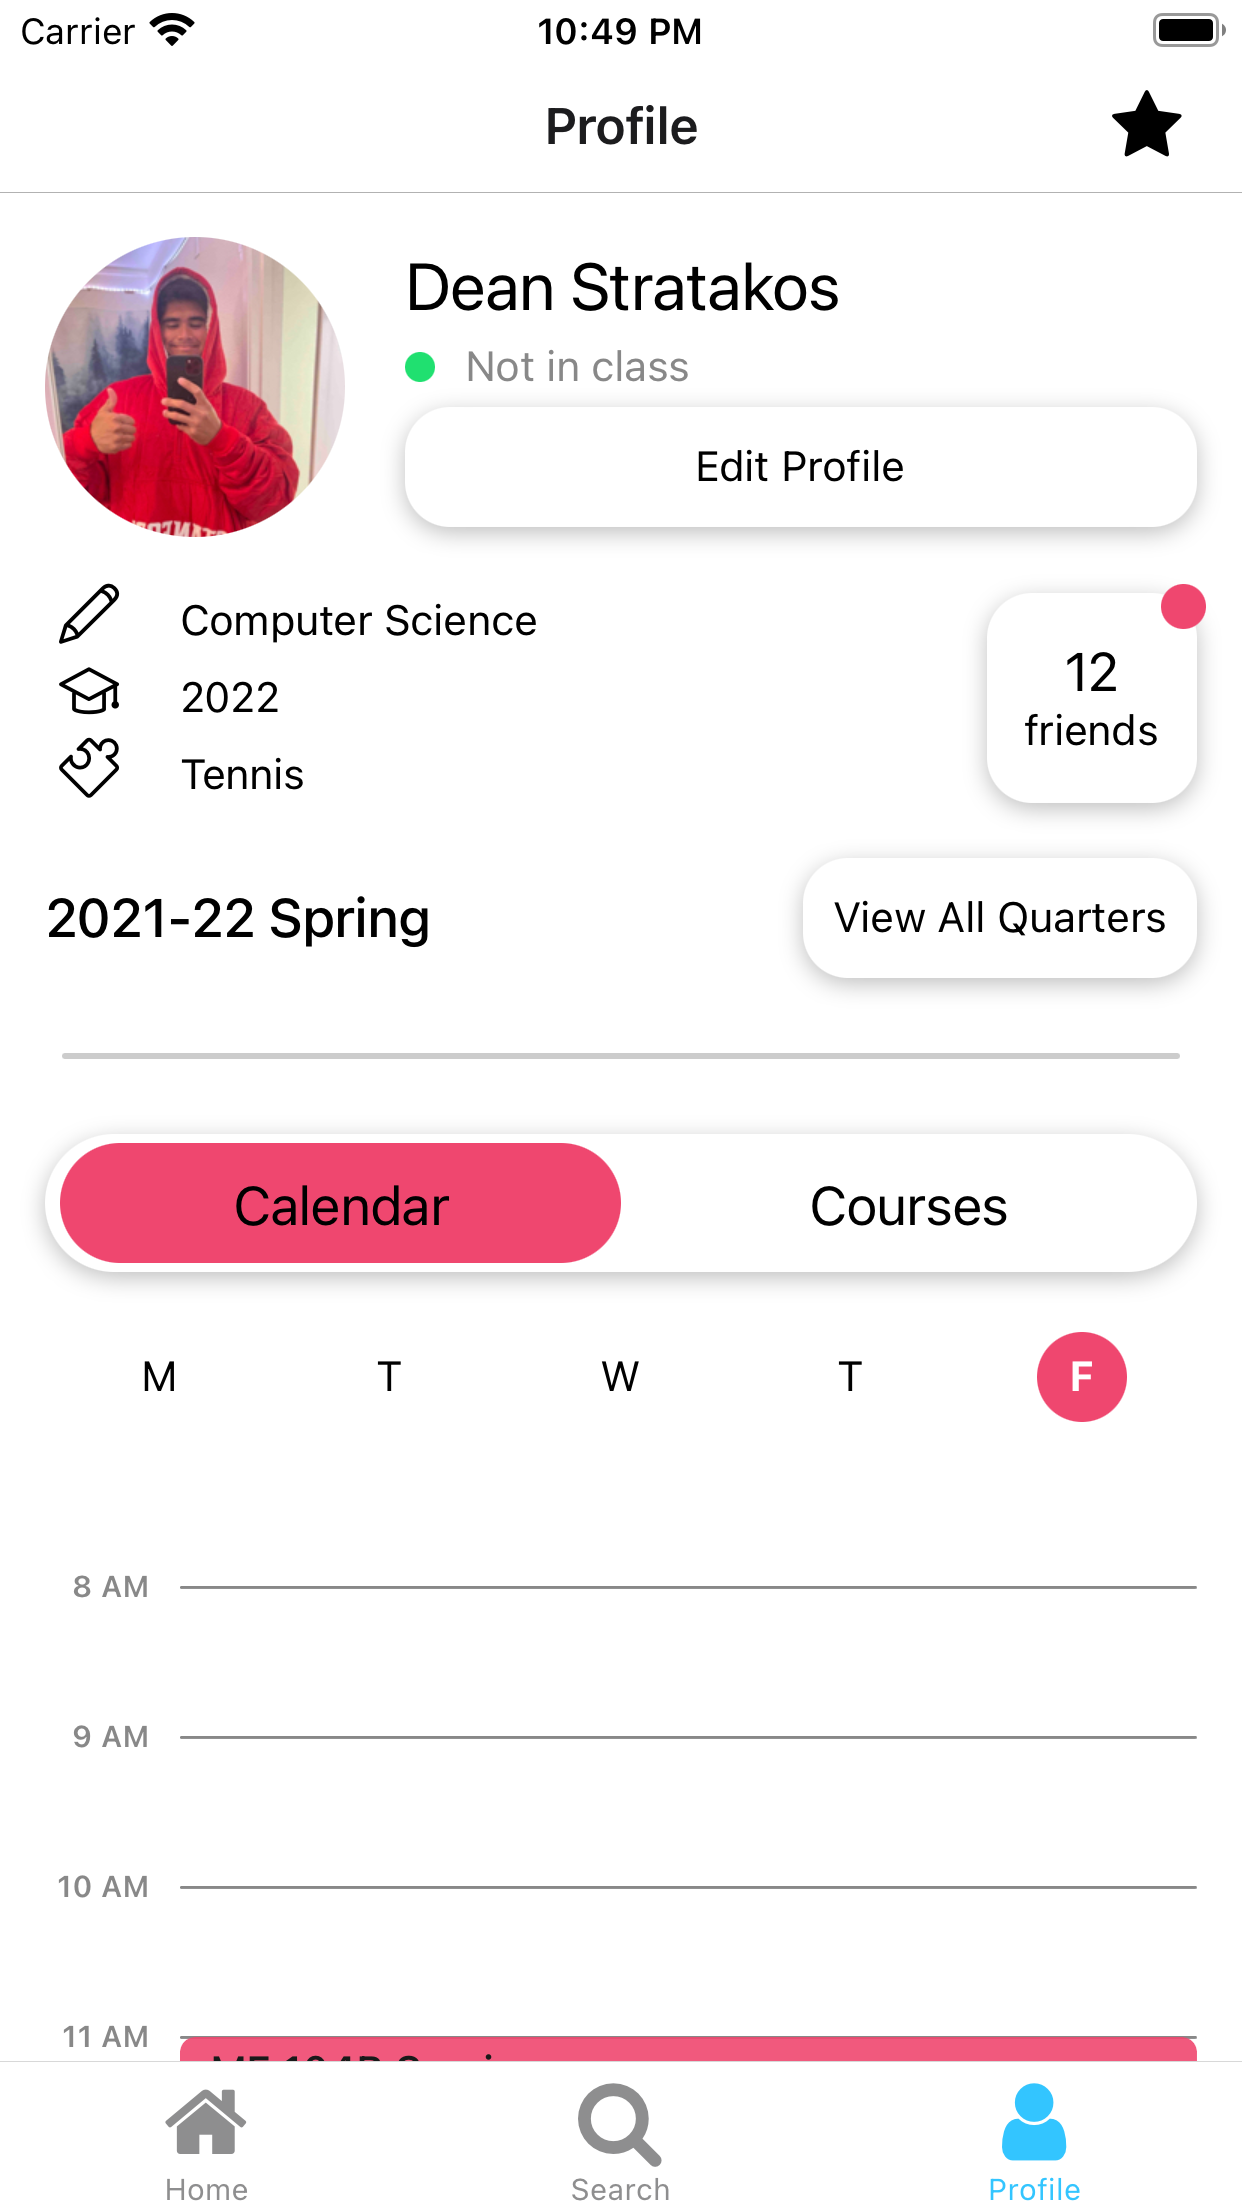 Carrier 10:49 PM
Profile
Dean Stratakos
Not in class
Edit Profile
Computer Science
2022
Tennis
12
friends
2021-22 Spring
View All Quarters
Calendar Courses
M T W T F
8 AM
9 AM
10 AM
11 AM
Home Search Profile